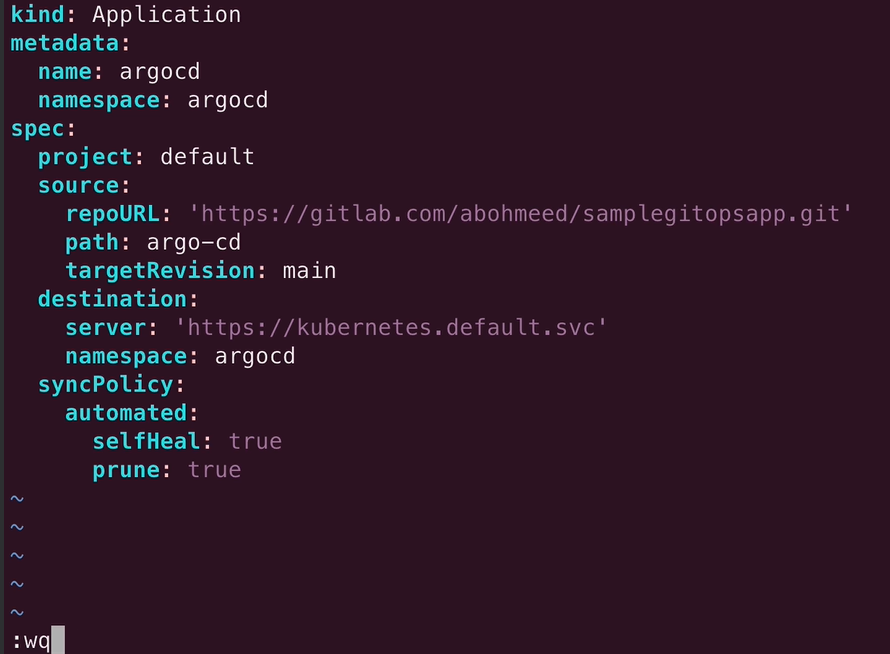 kind: Application
metadata:
  name: argocd
  namespace: argocd
spec:
  project: default
  source:
    repoURL: 'https://gitlab.com/abohmeed/samplegitopsapp.git'
    path: argo-cd
    targetRevision: main
  destination:
    server: 'https://kubernetes.default.svc'
    namespace: argocd
  syncPolicy:
    automated:
      selfHeal: true
      prune: true
~
~
~
~
~
:wq